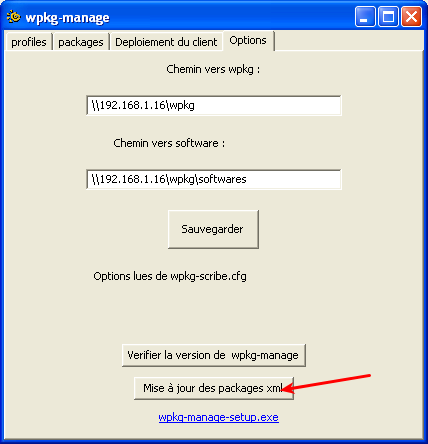 wpkg-manage
profiles packages Deploiement du client Options
Chemin vers wpkg :
\\192.168.1.16\wpkg
Chemin vers software :
\\192.168.1.16\wpkg\softwares
Sauvegarder
Options lues de wpkg-scribe.cfg
Verifier la version de wpkg-manage
Mise à jour des packages xml
wpkg-manage-setup.exe